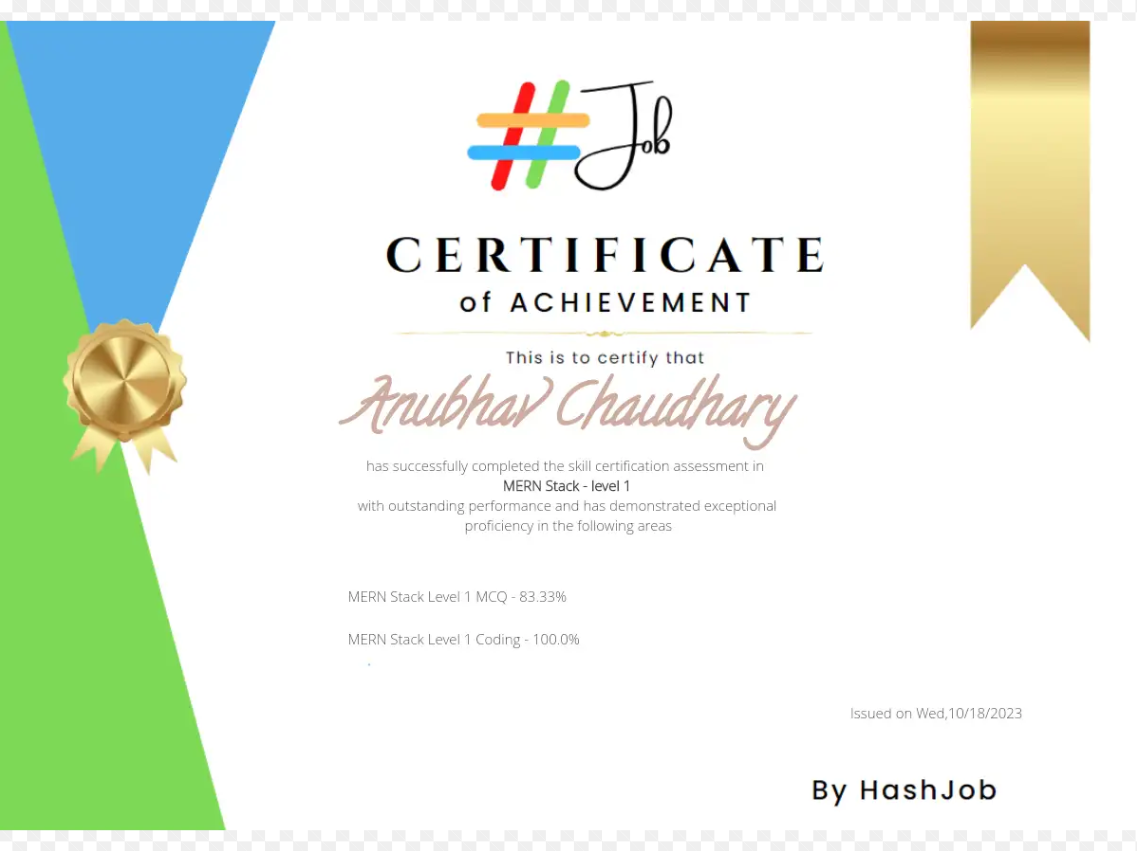 #Job
CERTIFICATE
of ACHIEVEMENT
This is to certify that
Anubhav Chaudhary
has successfully completed the skill certification assessment in
MERN Stack - level 1
with outstanding performance and has demonstrated exceptional
proficiency in the following areas
MERN Stack Level 1 MCQ - 83.33%
MERN Stack Level 1 Coding - 100.0%
.
Issued on Wed,10/18/2023
By HashJob